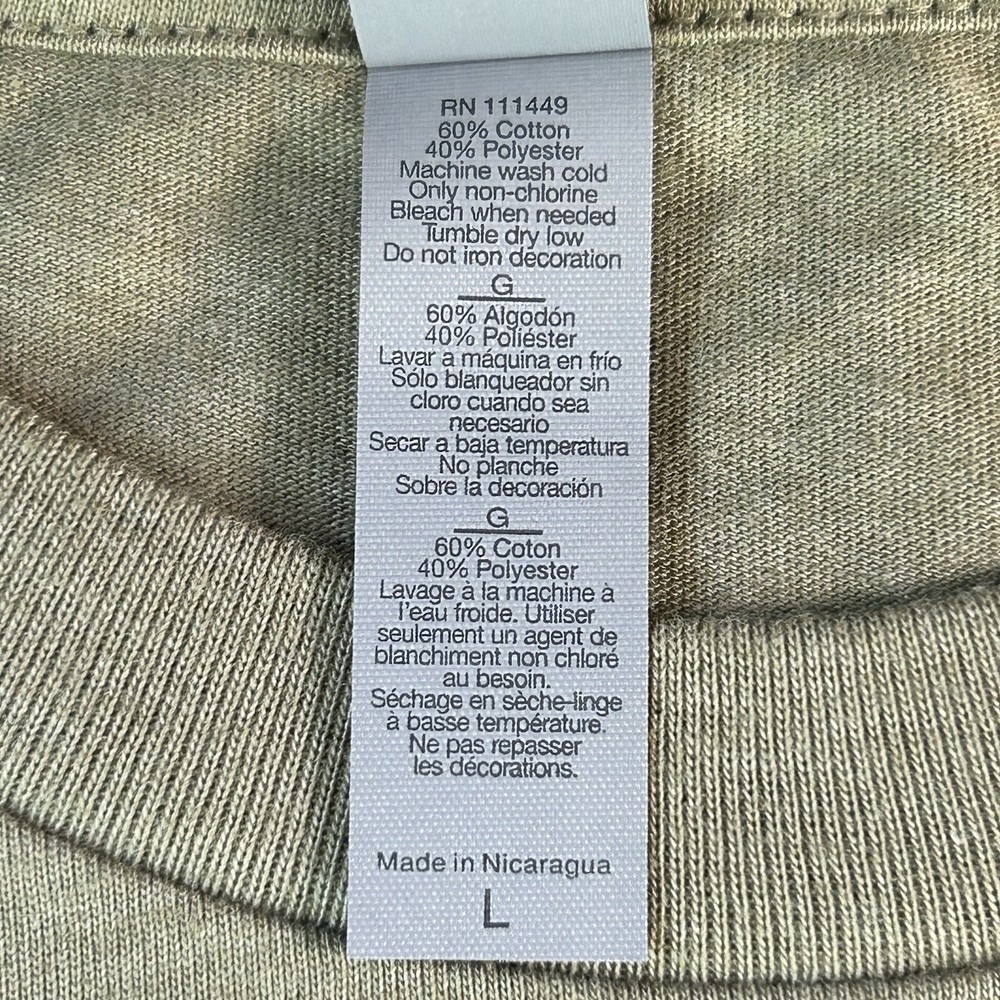 RN 111449
60% Cotton
40% Polyester
Machine wash cold
Only non-chlorine
Bleach when needed
Tumble dry low
Do not iron decoration
G
60% Algodón
40% Poliéster
Lavar a máquina en frío
Sólo blanqueador sin
cloro cuando sea
necesario
Secar a baja temperatura
No planche
Sobre la decoración
G
60% Coton
40% Polyester
Lavage à la machine à
l'eau froide. Utiliser
seulement un agent de
blanchiment non chloré
au besoin.
Séchage en sèche-linge
à basse température.
Ne pas repasser
les décorations.
Made in Nicaragua
L